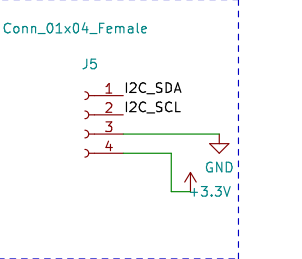 Conn_01x04_Female
J5
1 I2C_SDA
2 I2C_SCL
3
4
GND
+3.3V